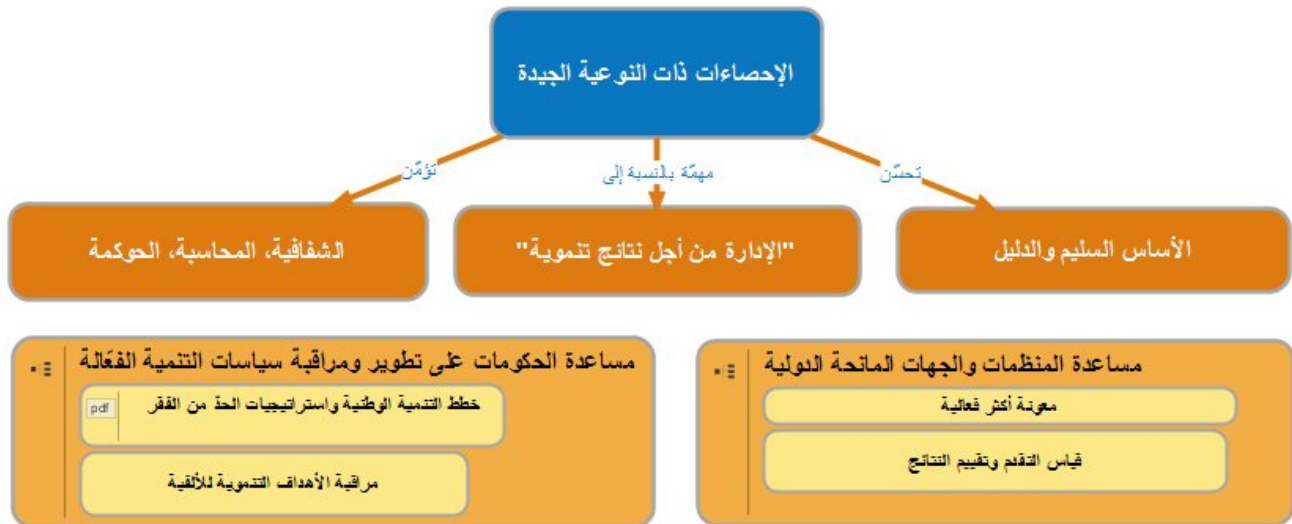 الإحصاءات ذات النوعية الجيدة
تحسّن
مهمّة بالنسبة إلى
تؤمّن
الأساس السليم والدليل
"الإدارة من أجل نتائج تنموية"
الشفافية، المحاسبة، الحوكمة
مساعدة المنظمات والجهات المانحة الدولية
معونة أكثر فعالية
قياس التقدم وتقييم النتائج
مساعدة الحكومات على تطوير ومراقبة سياسات التنمية الفعّالة
خطط التنمية الوطنية واستراتيجيات الحدّ من الفقر
pdf
مراقبة الأهداف التنموية للألفية